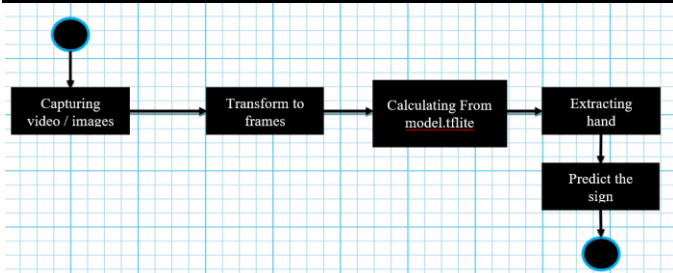 Capturing
video / images
Transform to
frames
Calculating From
model.tflite
Extracting
hand
Predict the
sign